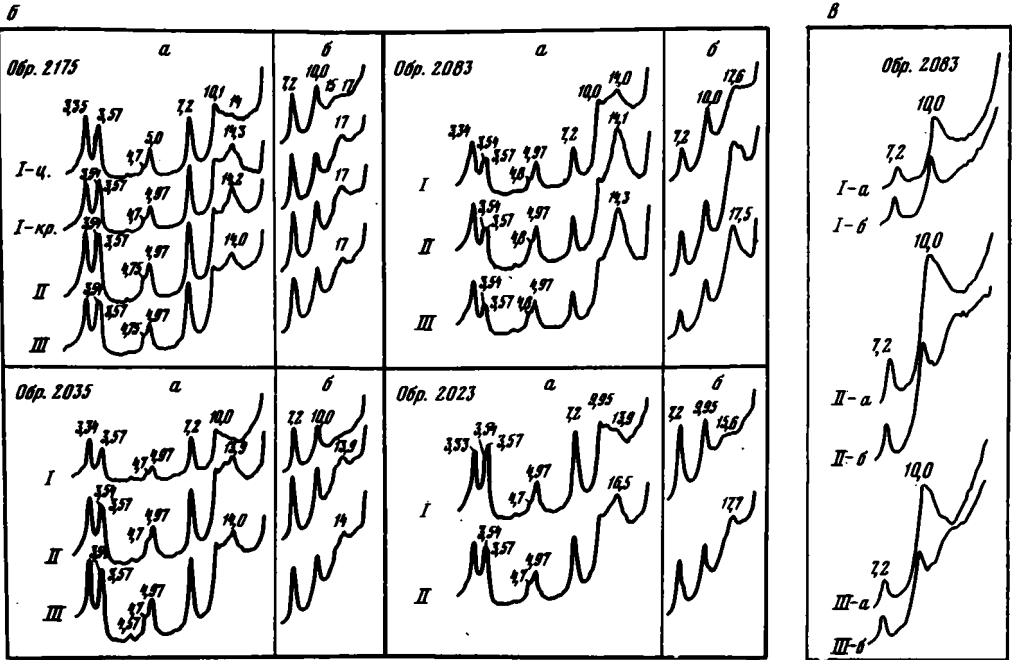 б
в
а
б
Обр. 2175
3,35
3,57
4,7
5,0
7,2
10,1
14
I-ц.
7,2
10,0
15
17
3,54
3,57
4,7
4,97
14,3
I-кр.
17
3,54
3,57
4,75
4,97
14,2
II
17
3,54
3,57
4,75
4,97
14,0
III
17
а
б
Обр. 2083
3,34
3,54
3,57
4,8
4,97
7,2
10,0
14,0
I
7,2
10,0
17,6
3,54
3,57
4,8
4,97
14,1
II
3,54
3,57
4,8
4,97
14,3
III
17,5
а
б
Обр. 2035
3,34
3,57
4,7
4,97
7,2
10,0
I
7,2
10,0
3,54
3,57
4,7
4,97
13,9
II
13,9
3,54
3,57
4,57
4,7
4,97
14,0
III
14
а
б
Обр. 2023
3,33
3,54
3,57
4,7
4,97
7,2
9,95
13,9
I
7,2
9,95
15,6
3,54
3,57
4,7
4,97
16,5
II
17,7
Обр. 2083
7,2
10,0
I-а
I-б
7,2
10,0
II-а
II-б
7,2
10,0
III-а
III-б